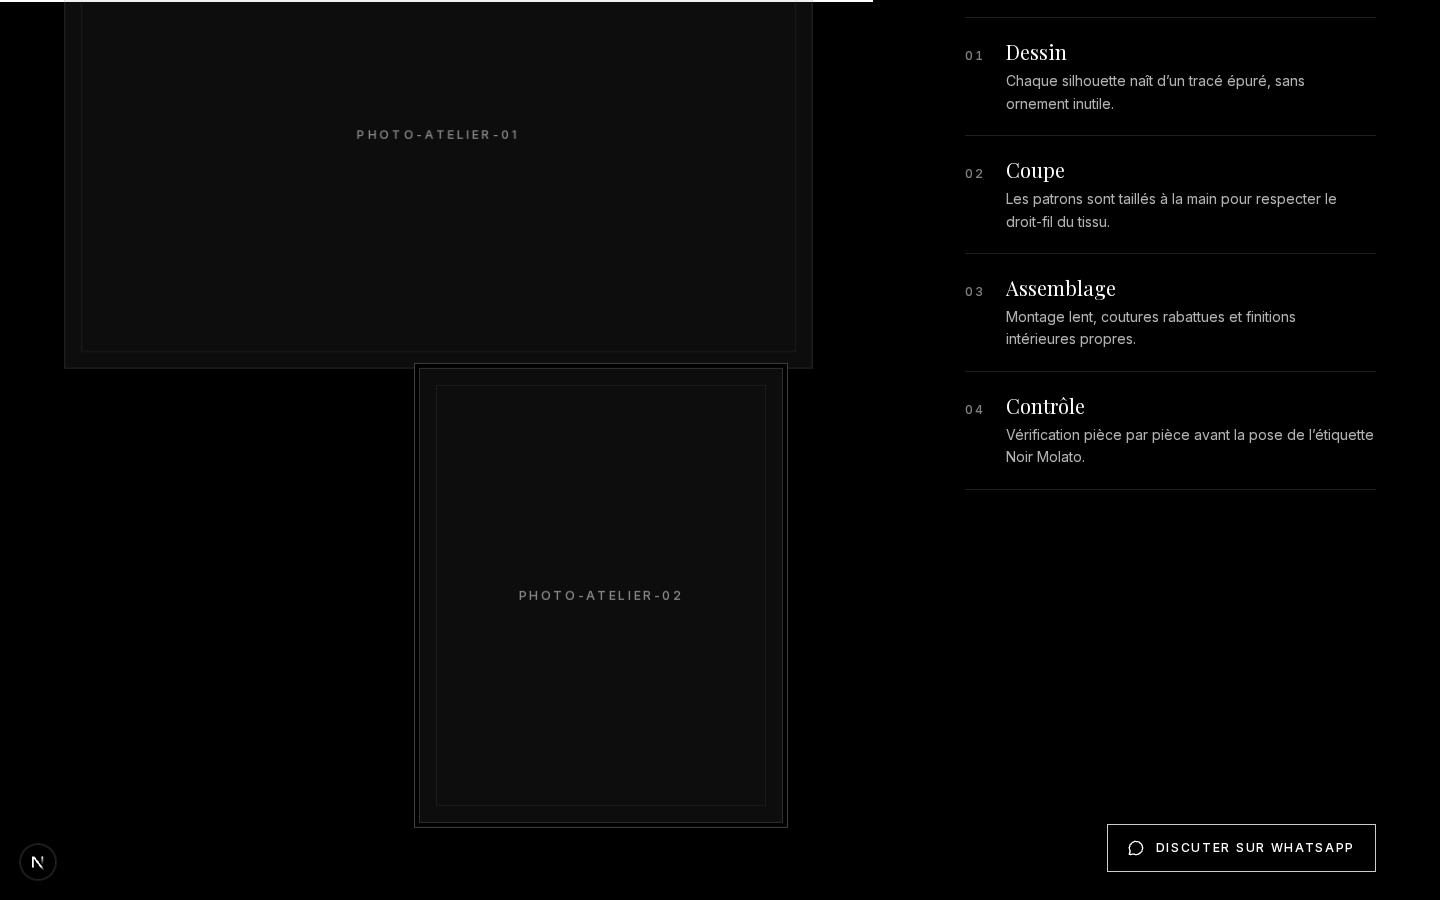 PHOTO-ATELIER-01
01
Dessin
Chaque silhouette naît d’un tracé épuré, sans
ornement inutile.
02
Coupe
Les patrons sont taillés à la main pour respecter le
droit-fil du tissu.
03
Assemblage
Montage lent, coutures rabattues et finitions
intérieures propres.
04
Contrôle
Vérification pièce par pièce avant la pose de l’étiquette
Noir Molato.
PHOTO-ATELIER-02
N
DISCUTER SUR WHATSAPP